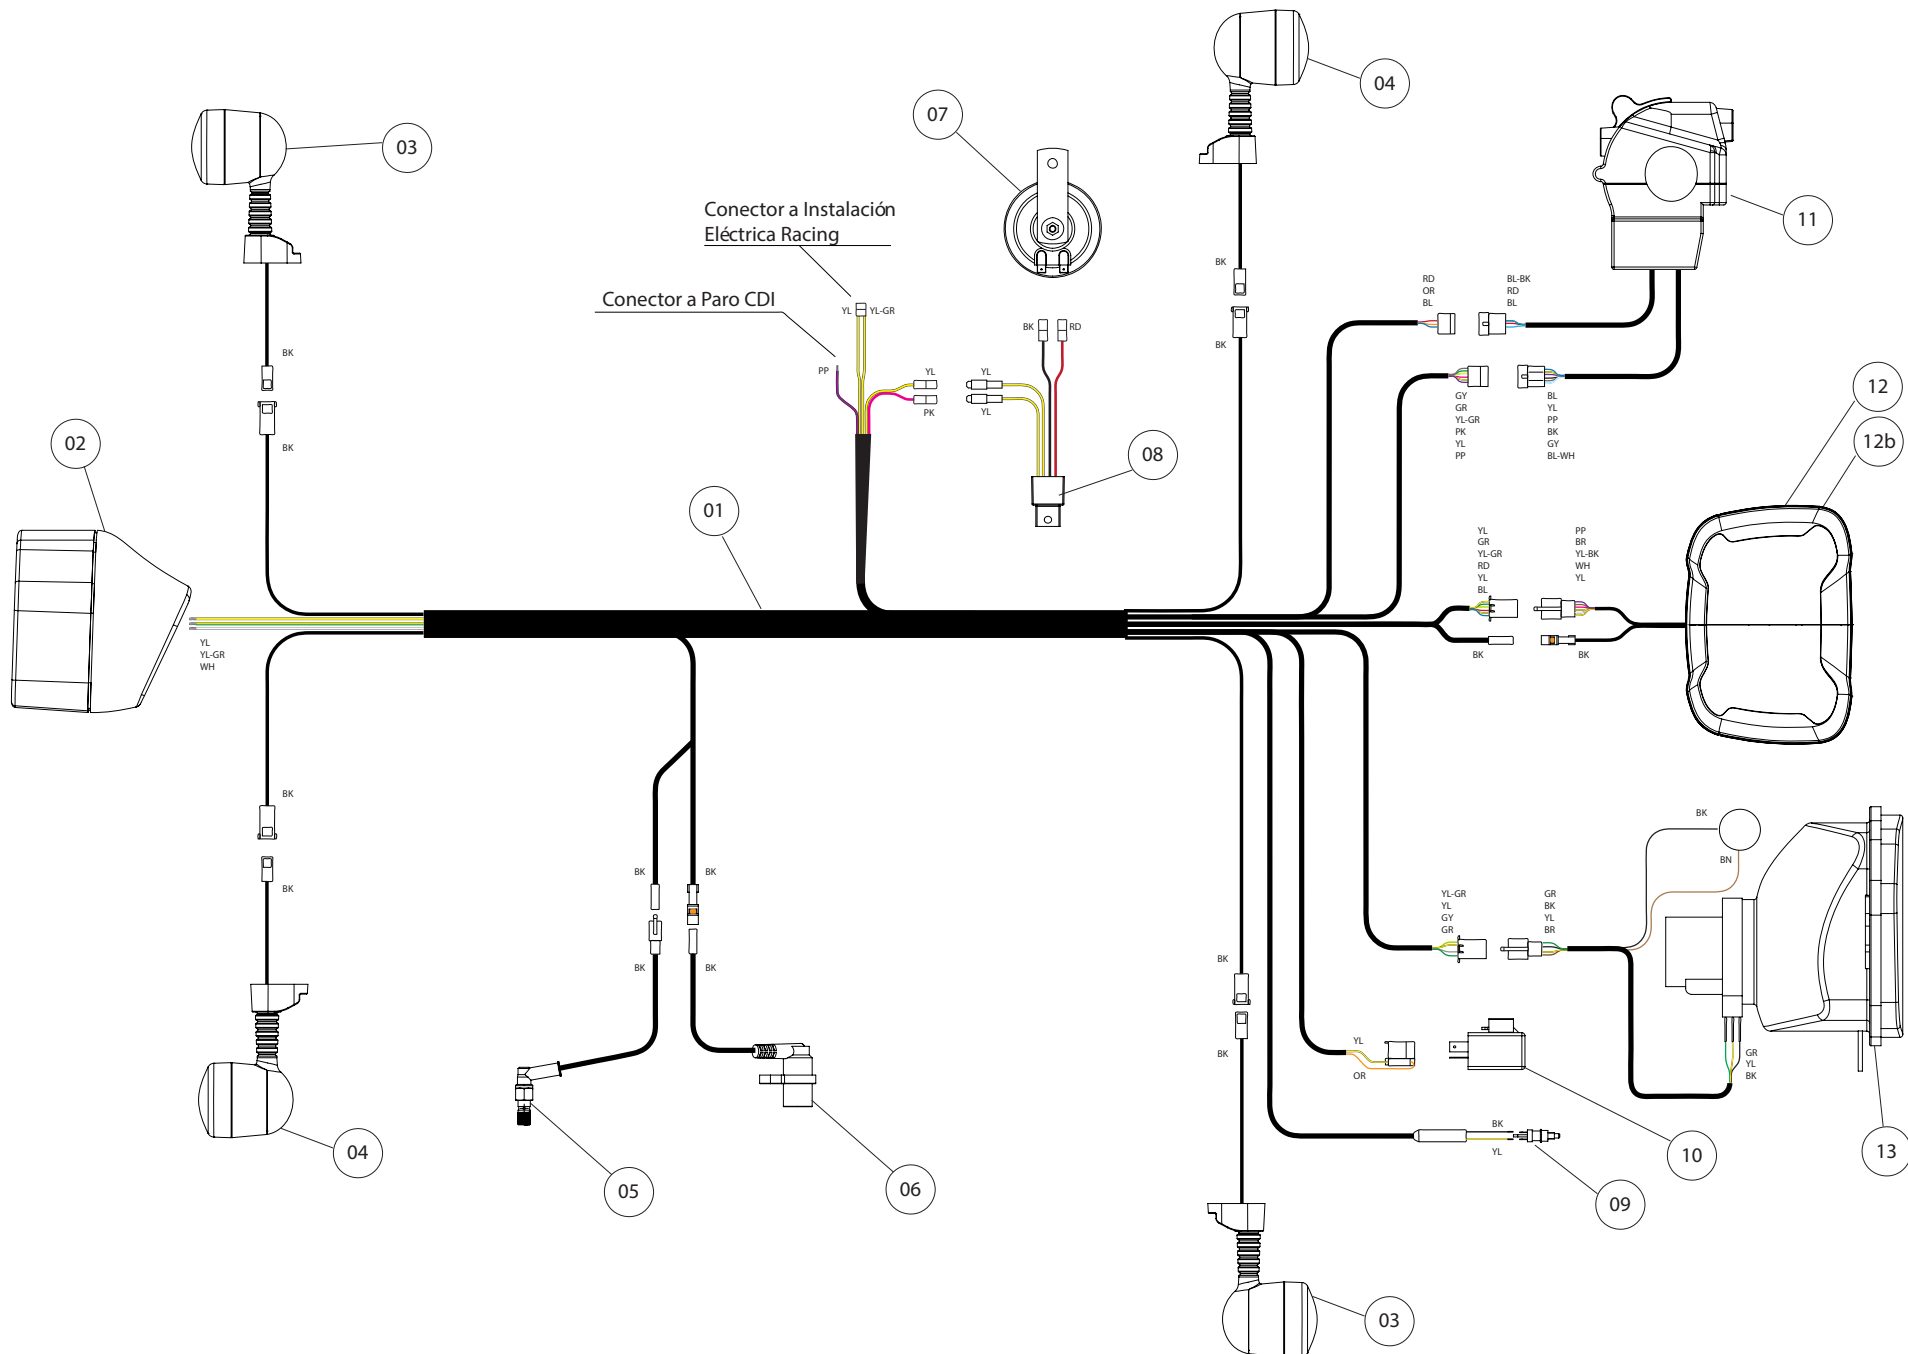 04
03
07
Conector a Instalación
Eléctrica Racing
11
BK
RD
OR
BL
BL-BK
RD
BL
Conector a Paro CDI
YL
YL-GR
BK
RD
BK
BK
PP
YL
PK
YL
YL
GY
GR
YL-GR
PK
YL
PP
BL
YL
PP
BK
GY
BL-WH
12
12b
02
BK
08
01
YL
GR
YL-GR
RD
YL
BL
PP
BR
YL-BK
WH
YL
BK
BK
YL
YL-GR
WH
BK
BK
BK
BK
BK
BK
BK
BN
YL-GR
YL
GY
GR
GR
BK
YL
BR
BK
BK
YL
OR
GR
YL
BK
BK
YL
04
05
06
10
09
13
03